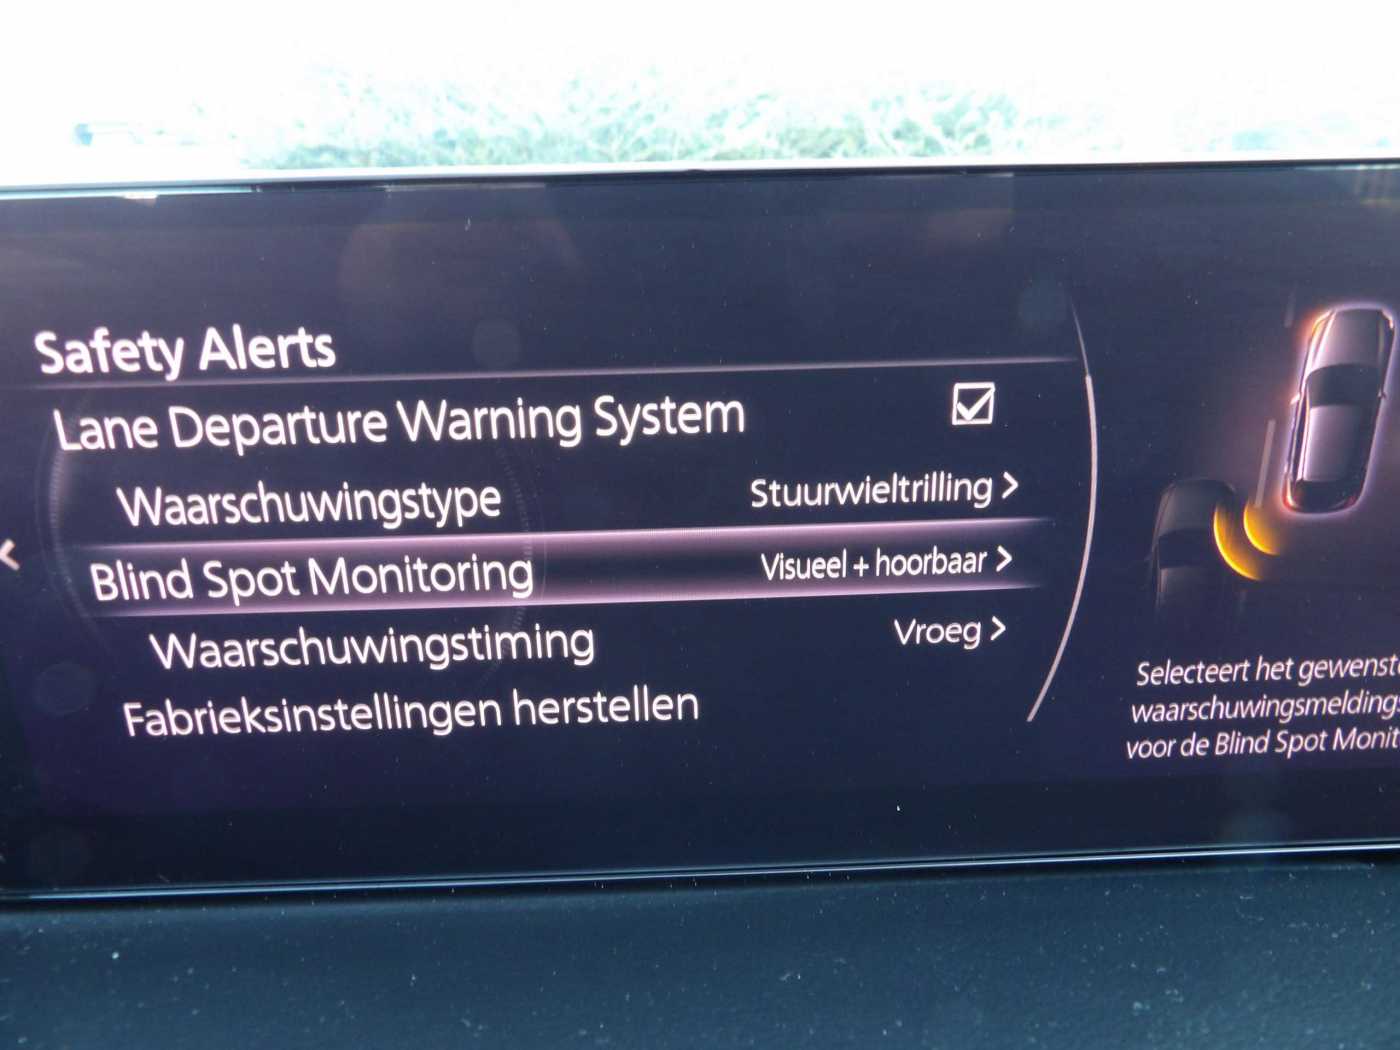 Safety Alerts
Lane Departure Warning System
Waarschuwingstype Stuurwieltrilling >
Blind Spot Monitoring Visueel + hoorbaar >
Waarschuwingstiming Vroeg >
Fabrieksinstellingen herstellen
Selecteert het
voor de Blind Spot